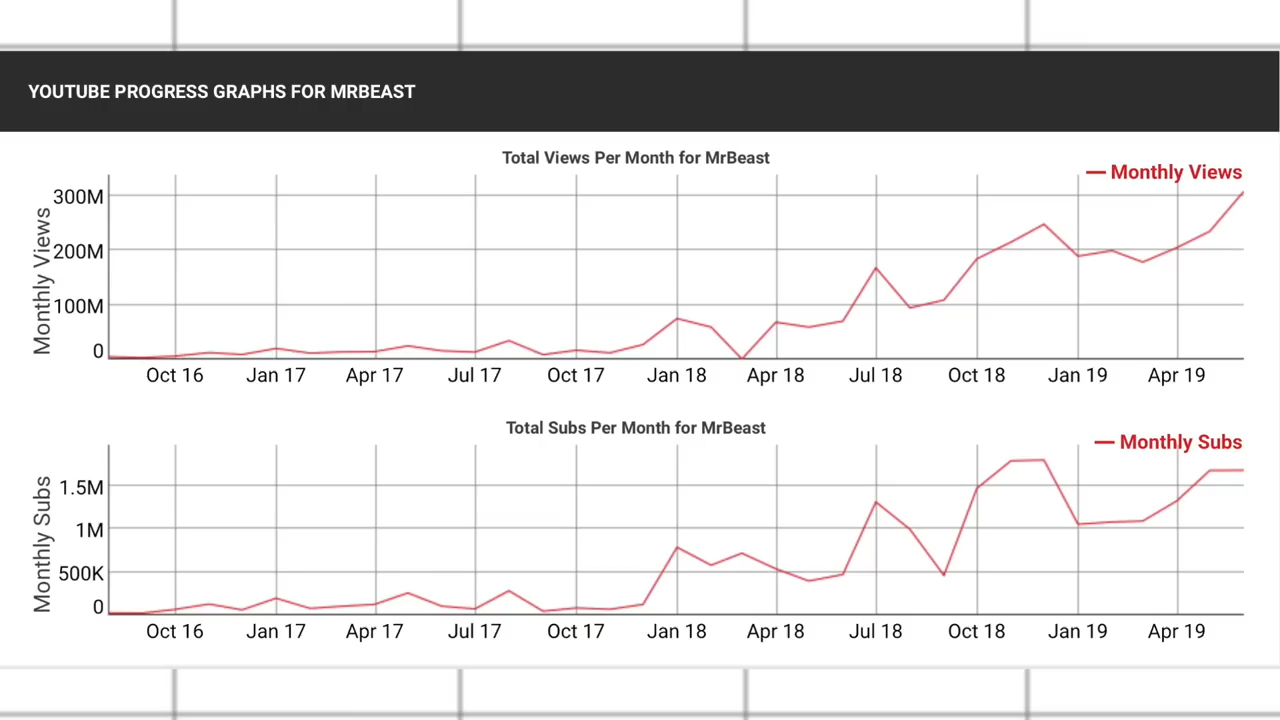 YOUTUBE PROGRESS GRAPHS FOR MRBEAST
Total Views Per Month for MrBeast
Monthly Views
Monthly Views
300M
200M
100M
0
Oct 16 Jan 17 Apr 17 Jul 17 Oct 17 Jan 18 Apr 18 Jul 18 Oct 18 Jan 19 Apr 19
Total Subs Per Month for MrBeast
Monthly Subs
Monthly Subs
1.5M
1M
500K
0
Oct 16 Jan 17 Apr 17 Jul 17 Oct 17 Jan 18 Apr 18 Jul 18 Oct 18 Jan 19 Apr 19